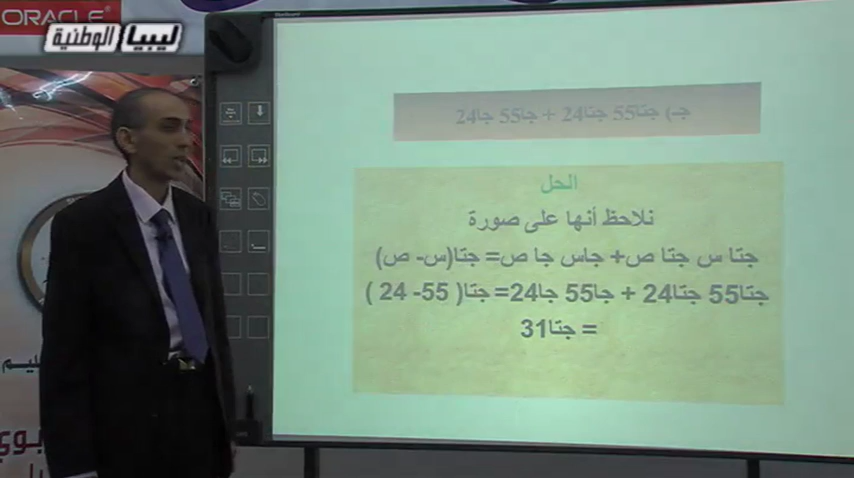 ORACLE
ليبيا الوطنية
جـ) جتا55 جتا24 + جا55 جا24
الحل
نلاحظ أنها على صورة
جتا س جتا ص+ جاس جا ص= جتا(س- ص)
جتا55 جتا24 + جا55 جا24= جتا( 55- 24 )
= جتا31